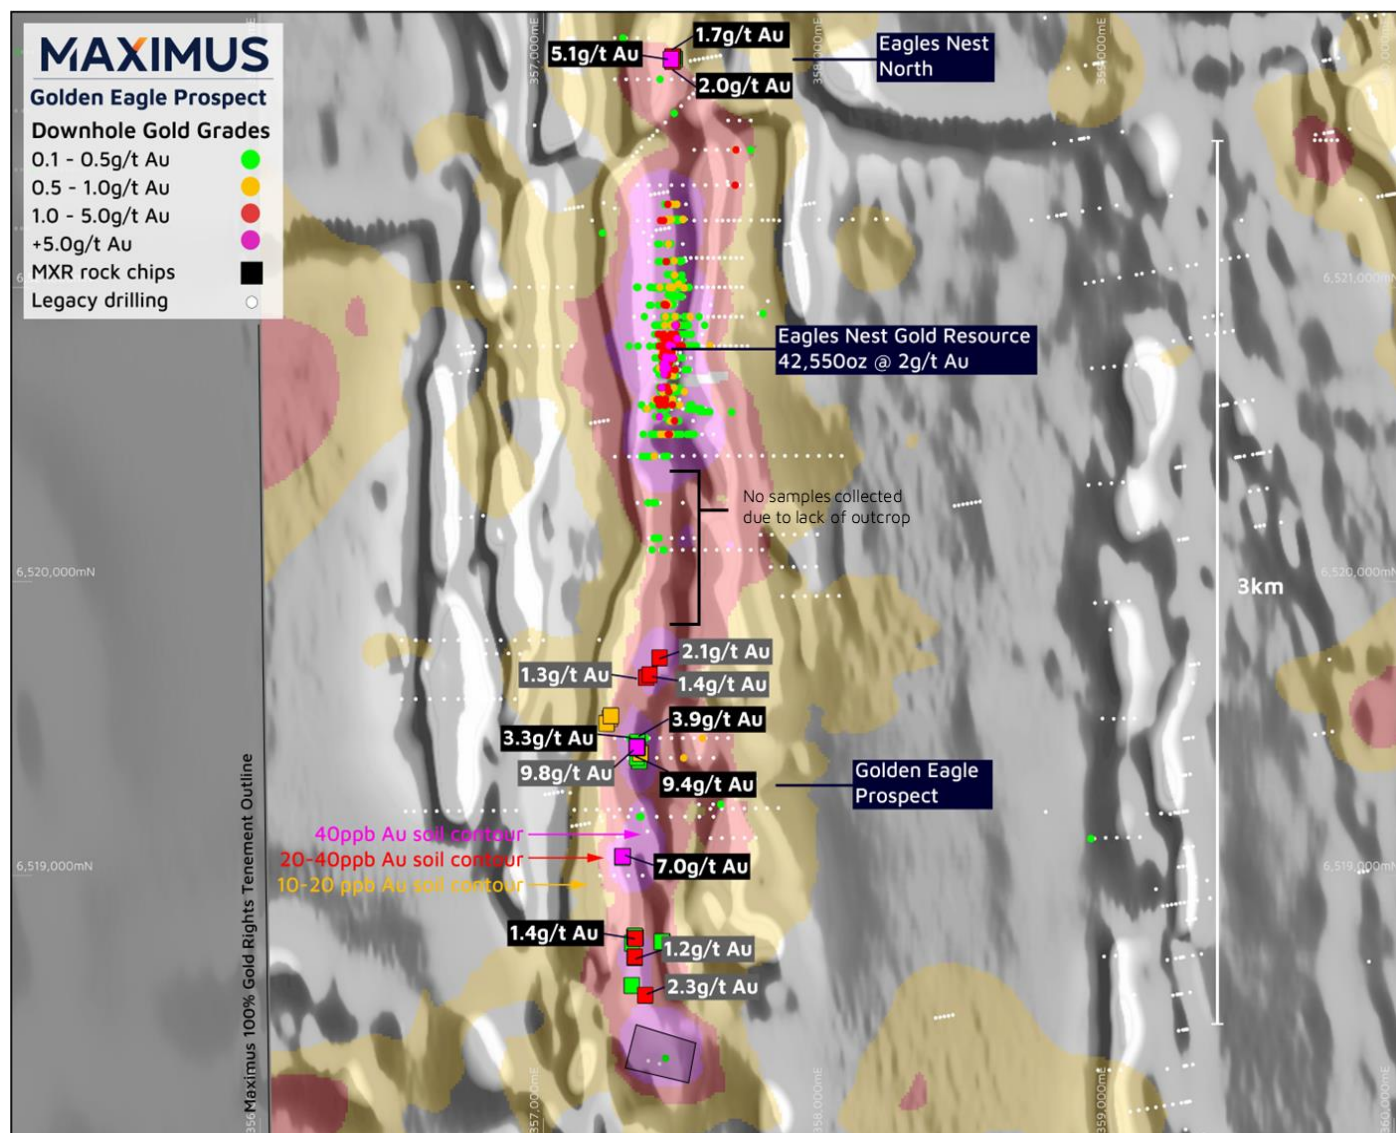 MAXIMUS
Golden Eagle Prospect
Downhole Gold Grades
0.1 - 0.5g/t Au
0.5 - 1.0g/t Au
1.0 - 5.0g/t Au
+5.0g/t Au
MXR rock chips
Legacy drilling
357,000mE
358,000mE
359,000mE
1.7g/t Au
5.1g/t Au
2.0g/t Au
Eagles Nest
North
6,521,000mN
Eagles Nest Gold Resource
42,550oz @ 2g/t Au
No samples collected
due to lack of outcrop
6,520,000mN
6,520,000mN
3km
2.1g/t Au
1.3g/t Au
1.4g/t Au
3.9g/t Au
3.3g/t Au
9.8g/t Au
9.4g/t Au
Golden Eagle
Prospect
40ppb Au soil contour
20-40ppb Au soil contour
10-20 ppb Au soil contour
7.0g/t Au
6,519,000mN
6,519,000mN
1.4g/t Au
1.2g/t Au
2.3g/t Au
Maximus 100% Gold Rights Tenement Outline
357,000mE
358,000mE
359,000mE